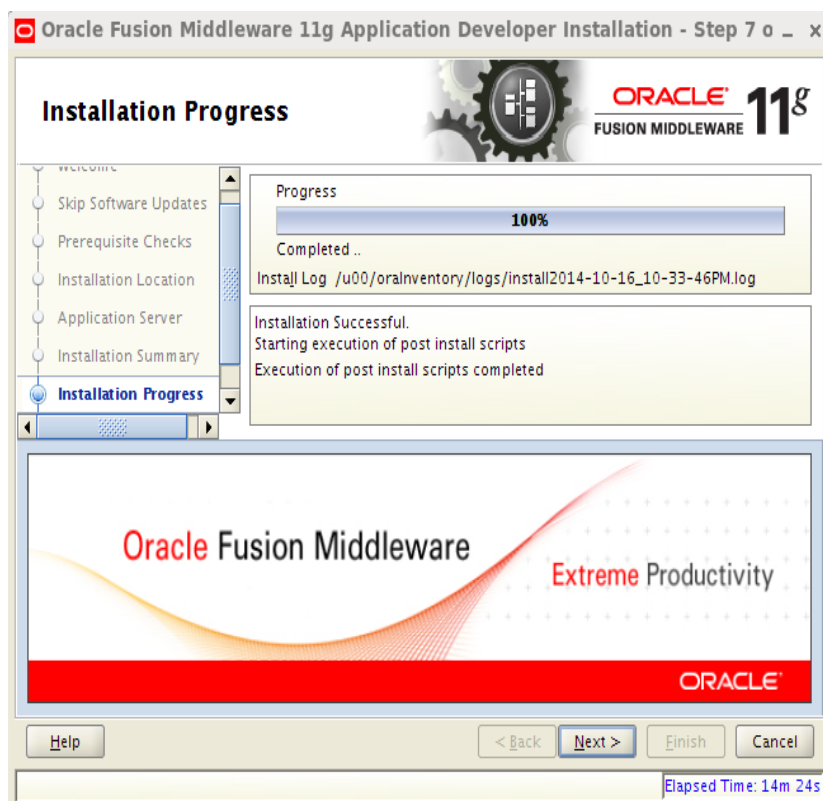 Oracle Fusion Middleware 11g Application Developer Installation - Step 7 o
Installation Progress
ORACLE
FUSION MIDDLEWARE 11g
Welcome
Skip Software Updates
Prerequisite Checks
Installation Location
Application Server
Installation Summary
Installation Progress
Progress
100%
Completed ..
Install Log /u00/oraInventory/logs/install2014-10-16_10-33-46PM.log
Installation Successful.
Starting execution of post install scripts
Execution of post install scripts completed
Oracle Fusion Middleware
Extreme Productivity
ORACLE
Help
< Back
Next >
Finish
Cancel
Elapsed Time: 14m 24s